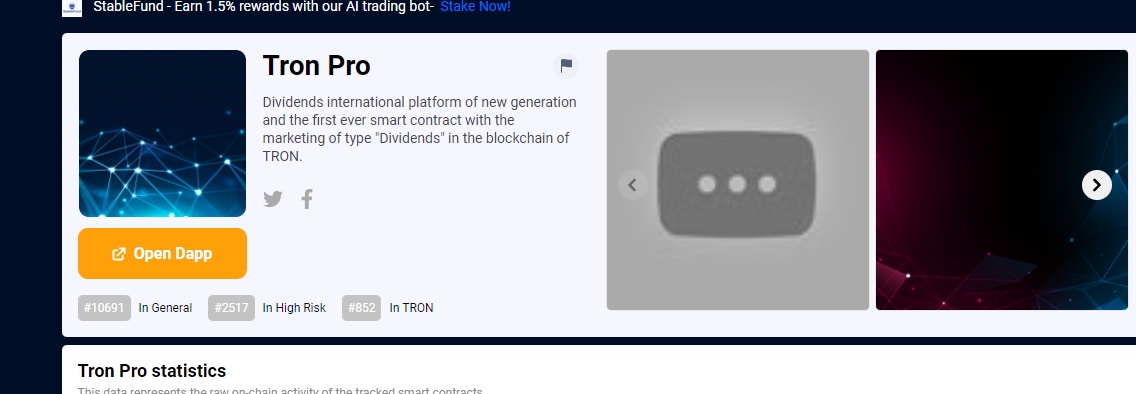 StableFund - Earn 1.5% rewards with our AI trading bot- Stake Now!
Tron Pro
Dividends international platform of new generation
and the first ever smart contract with the
marketing of type "Dividends" in the blockchain of
TRON.
Open Dapp
#10691 In General #2517 In High Risk #852 In TRON
Tron Pro statistics
This data represents the raw on-chain activity of the tracked smart contracts